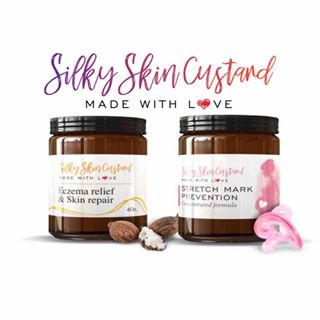 Silky Skin Custard
MADE WITH LOVE
Silky Skin Custard
MADE WITH LOVE
Eczema relief
& Skin repair
4Oz.
Silky Skin Custard
MADE WITH LOVE
STRETCH MARK
PREVENTION
Concentrated formula